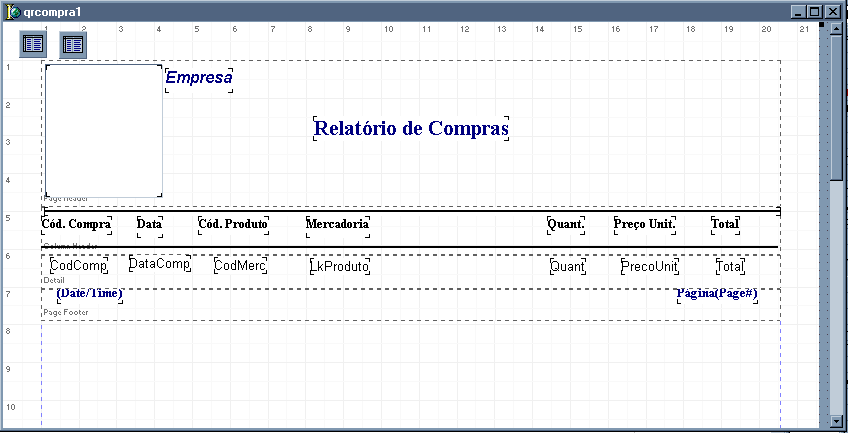 qrcompra1
1 2 3 4 5 6 7 8 9 10 11 12 13 14 15 16 17 18 19 20 21
1
Empresa
2
Relatório de Compras
3
4
Page Header
5
Cód. Compra Data Cód. Produto Mercadoria Quant. Preço Unit. Total
Column Header
6
CodComp DataComp CodMerc LkProduto Quant PrecoUnit Total
Detail
7
(Date/Time) Pagina(Page#)
Page Footer
8
9
10